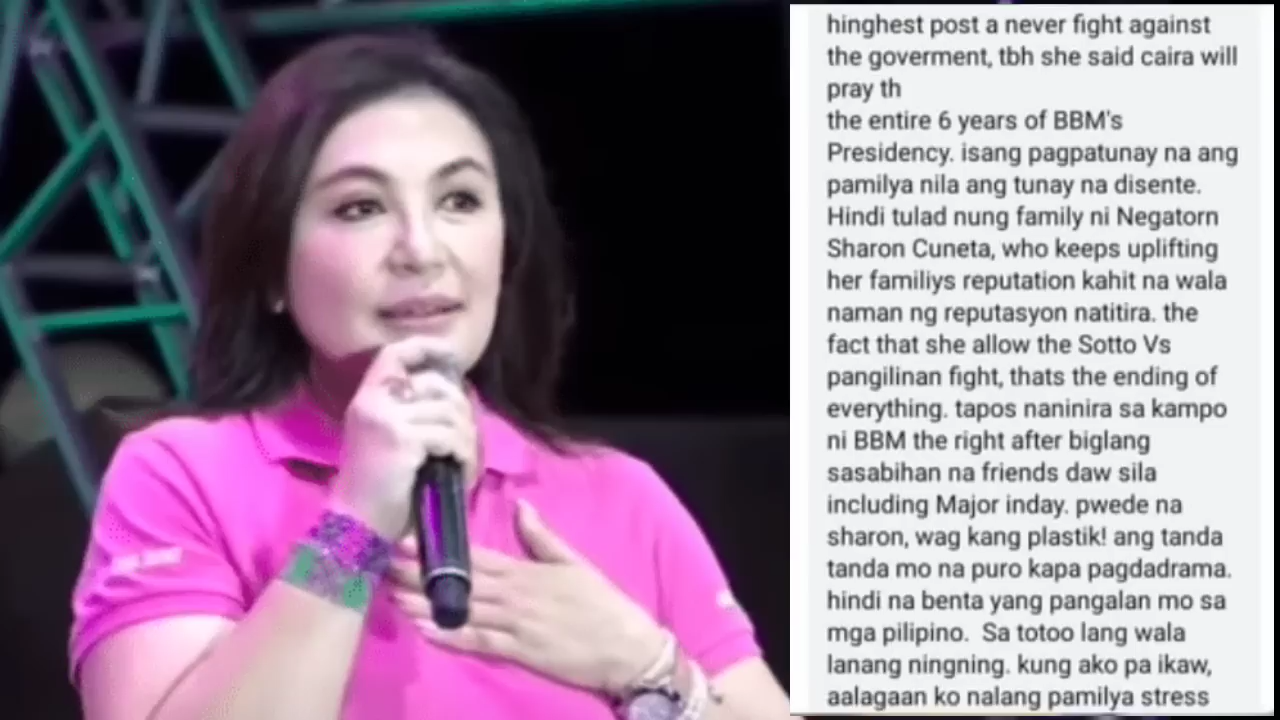 hinghest post a never fight against
the goverment, tbh she said caira will
pray th
the entire 6 years of BBM's
Presidency. isang pagpatunay na ang
pamilya nila ang tunay na disente.
Hindi tulad nung family ni Negatorn
Sharon Cuneta, who keeps uplifting
her familiys reputation kahit na wala
naman ng reputasyon natitira. the
fact that she allow the Sotto Vs
pangilinan fight, thats the ending of
everything. tapos naninira sa kampo
ni BBM the right after biglang
sasabihan na friends daw sila
including Major inday. pwede na
sharon, wag kang plastik! ang tanda
tanda mo na puro kapa pagdadrama.
hindi na benta yang pangalan mo sa
mga pilipino.  Sa totoo lang wala
lanang ningning. kung ako pa ikaw,
aalagaan ko nalang pamilya stress